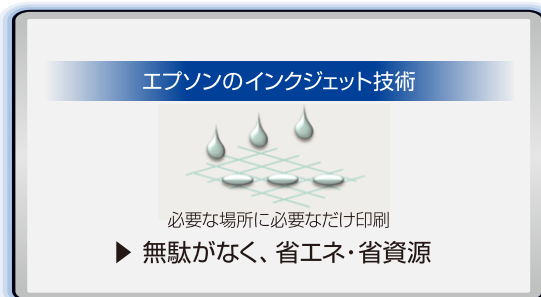 エプソンのインクジェット技術
必要な場所に必要なだけ印刷
▶ 無駄がなく、省エネ・省資源